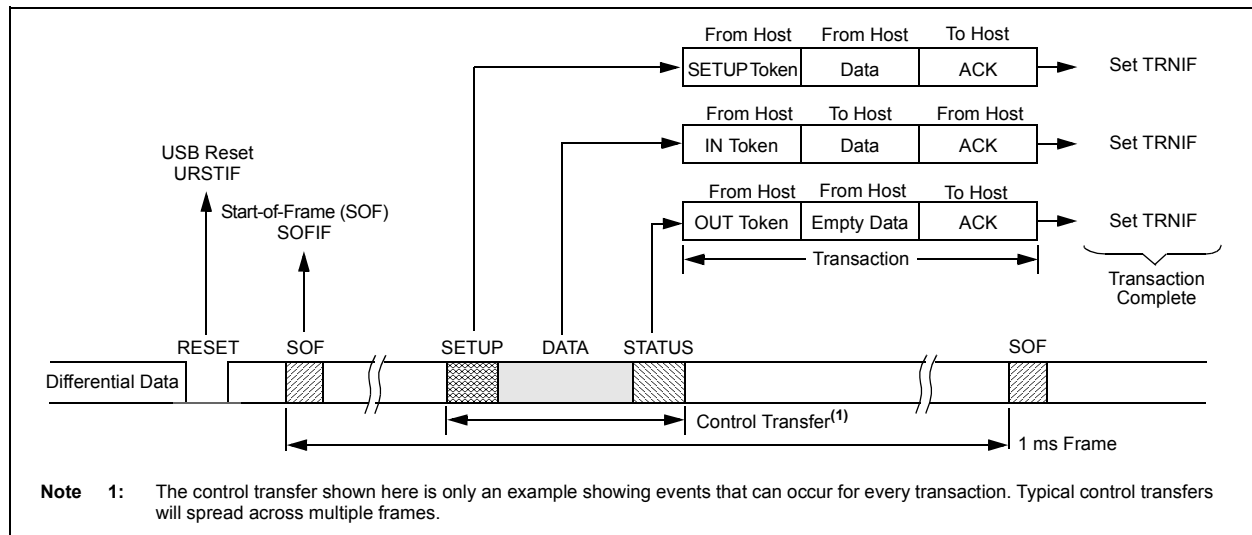 From Host From Host To Host
SETUP Token Data ACK Set TRNIF
From Host To Host From Host
IN Token Data ACK Set TRNIF
USB Reset
URSTIF
From Host From Host To Host
Start-of-Frame (SOF)
SOFIF
OUT Token Empty Data ACK Set TRNIF
Transaction
Transaction
Complete
RESET SOF SETUP DATA STATUS SOF
Differential Data
Control Transfer(1)
1 ms Frame
Note 1: The control transfer shown here is only an example showing events that can occur for every transaction. Typical control transfers
will spread across multiple frames.